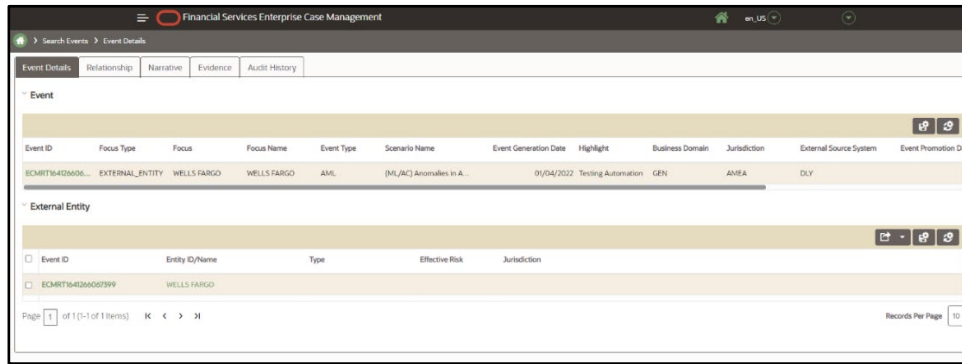 Financial Services Enterprise Case Management en_US
> Search Events > Event Details
Event Details Relationship Narrative Evidence Audit History
Event
Event ID Focus Type Focus Focus Name Event Type Scenario Name Event Generation Date Highlight Business Domain Jurisdiction External Source System Event Promotion D
ECMRT164126606... EXTERNAL_ENTITY WELLS FARGO WELLS FARGO AML (ML/AC) Anomalies in A... 01/04/2022 Testing Automation GEN AMEA DLY
External Entity
Event ID Entity ID/Name Type Effective Risk Jurisdiction
ECMRT1641266067399 WELLS FARGO
Page 1 of 1 (1-1 of 1 items) K < > >| Records Per Page 10